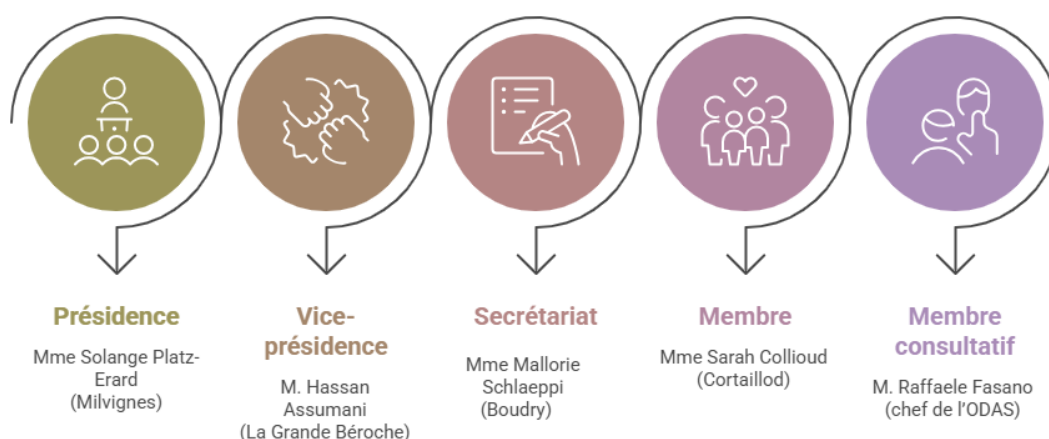 Présidence
Mme Solange Platz-
Erard
(Milvignes)
Vice-
présidence
M. Hassan
Assumani
(La Grande Béroche)
Secrétariat
Mme Mallorie
Schlaeppi
(Boudry)
Membre
Mme Sarah Collioud
(Cortaillod)
Membre
consultatif
M. Raffaele Fasano
(chef de l'ODAS)